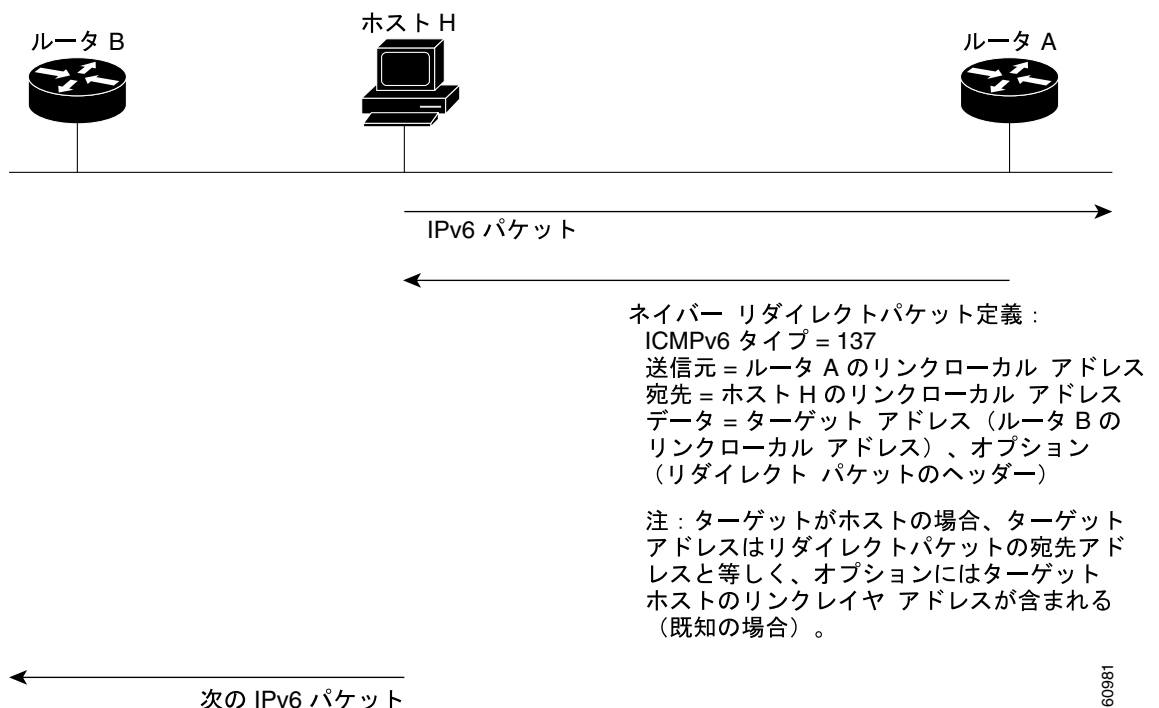 ルータ B
ホスト H
ルータ A
IPv6 パケット
ネイバー リダイレクトパケット定義：
ICMPv6 タイプ = 137
送信元 = ルータ A のリンクローカル アドレス
宛先 = ホスト H のリンクローカル アドレス
データ = ターゲット アドレス（ルータ B の
リンクローカル アドレス）、オプション
（リダイレクト パケットのヘッダー）
注：ターゲットがホストの場合、ターゲット
アドレスはリダイレクトパケットの宛先アド
レスと等しく、オプションにはターゲット
ホストのリンクレイヤ アドレスが含まれる
（既知の場合）。
次の IPv6 パケット
60981